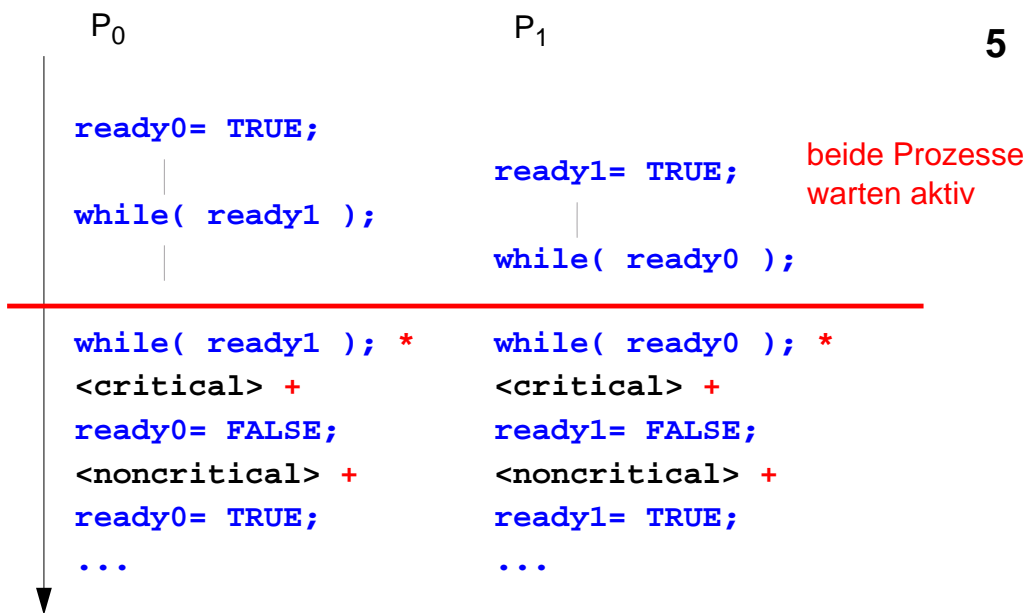 P0
P1
5
ready0= TRUE;
ready1= TRUE;
beide Prozesse
warten aktiv
while( ready1 );
while( ready0 );
while( ready1 ); *
while( ready0 ); *
<critical> +
<critical> +
ready0= FALSE;
ready1= FALSE;
<noncritical> +
<noncritical> +
ready0= TRUE;
ready1= TRUE;
...
...